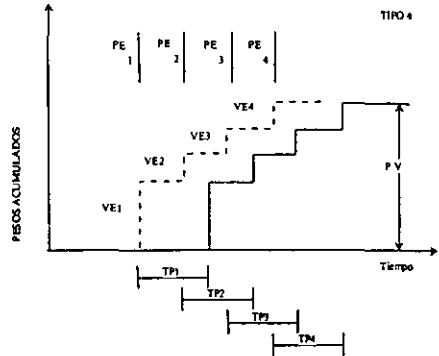 TIPO 4
PE 1
PE 2
PE 3
PE 4
VE4
VE3
VE2
VE1
PESOS ACUMULADOS
P V
Tiempo
TP1
TP2
TP3
TP4